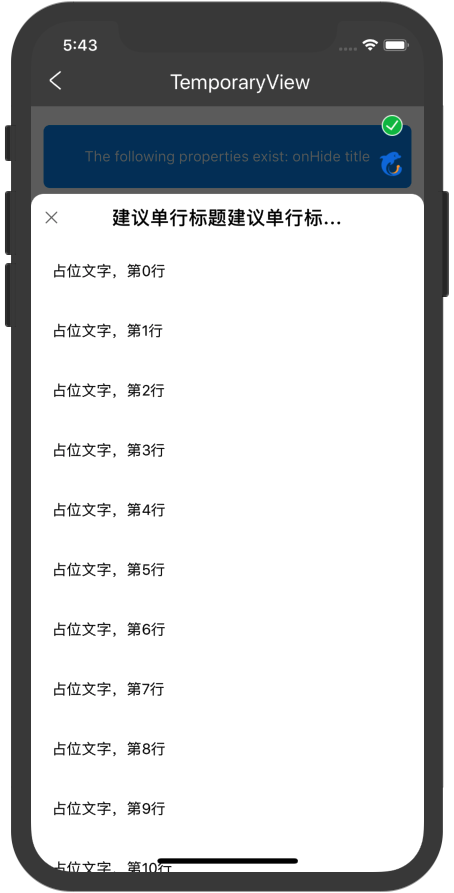 5:43
TemporaryView
The following properties exist: onHide title
建议单行标题建议单行标...
占位文字，第0行
占位文字，第1行
占位文字，第2行
占位文字，第3行
占位文字，第4行
占位文字，第5行
占位文字，第6行
占位文字，第7行
占位文字，第8行
占位文字，第9行
占位文字，第10行